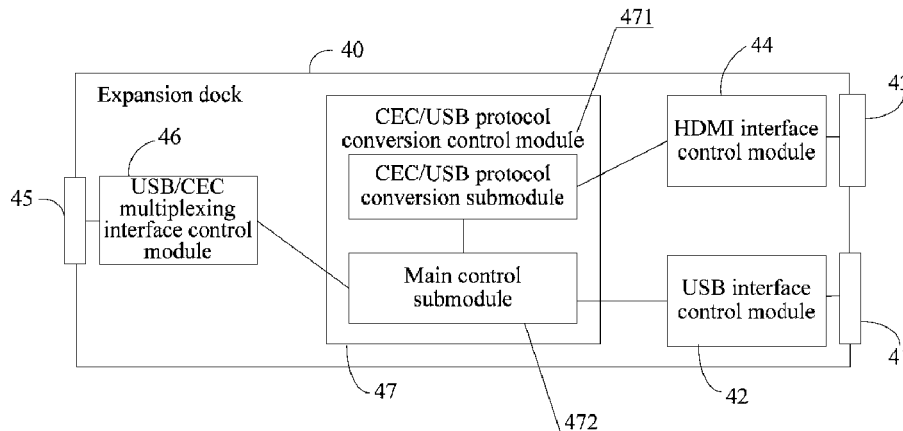 40
471
44
Expansion dock
CEC/USB protocol
conversion control module
HDMI interface
control module
46
CEC/USB protocol
conversion submodule
45
USB/CEC
multiplexing
interface control
module
Main control
submodule
USB interface
control module
4
47
42
472